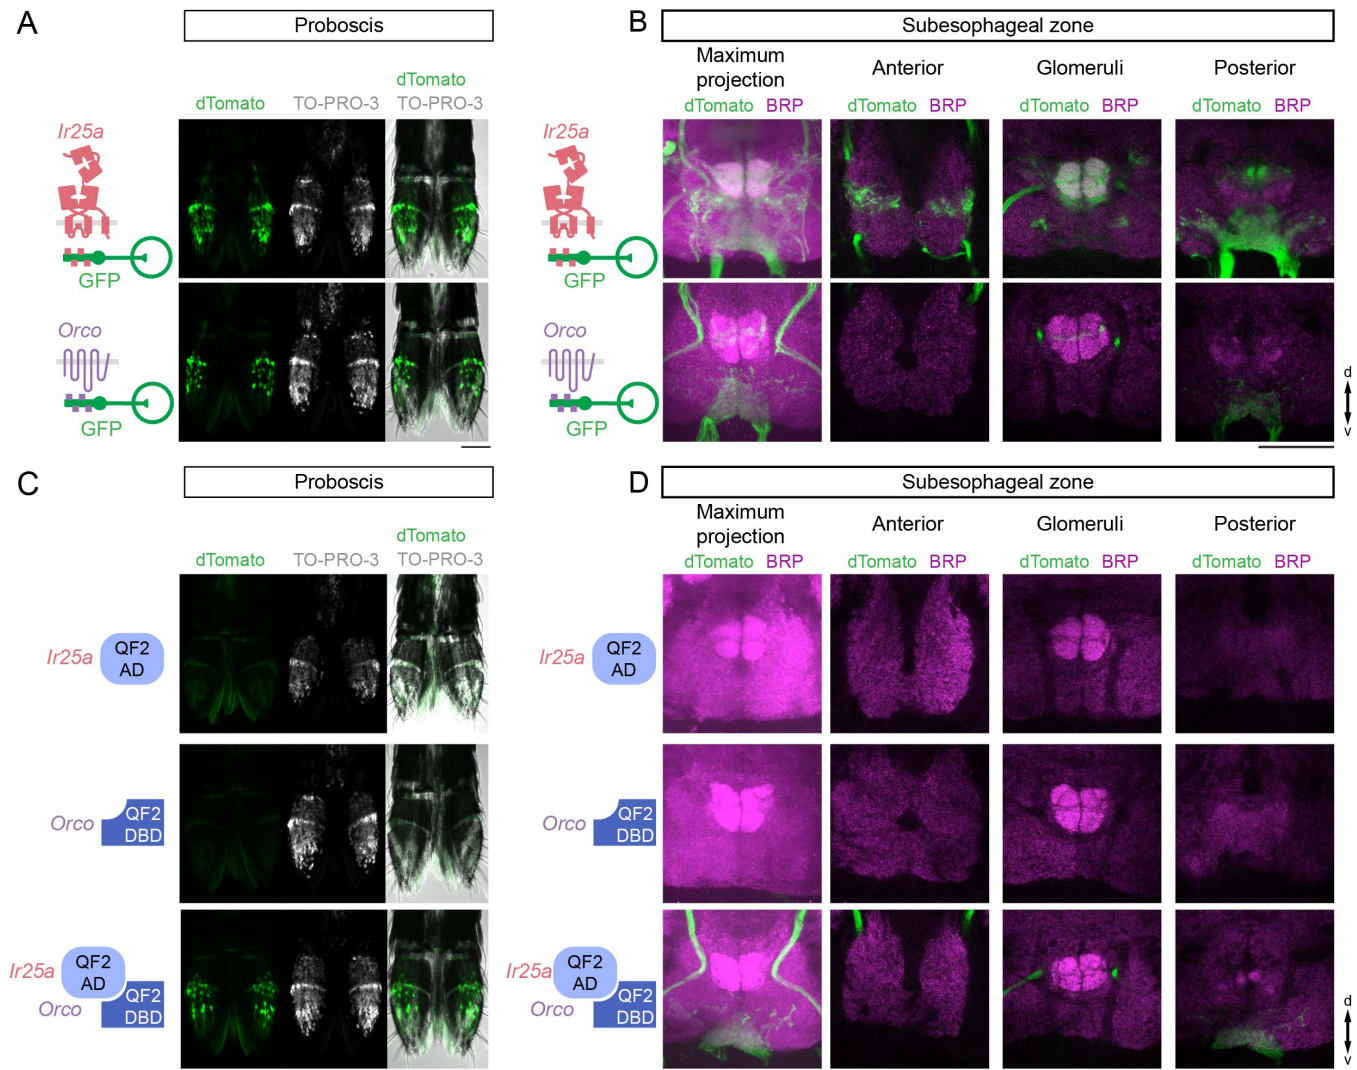 A
Proboscis
dTomato
dTomato TO-PRO-3 TO-PRO-3
Ir25a
GFP
Orco
GFP
B
Subesophageal zone
Maximum
projection
Anterior
Glomeruli
Posterior
dTomato BRP dTomato BRP dTomato BRP dTomato BRP
Ir25a
GFP
Orco
GFP
d
v
C
Proboscis
dTomato
dTomato TO-PRO-3 TO-PRO-3
Ir25a QF2
AD
Orco QF2
DBD
Ir25a QF2
AD
Orco QF2
DBD
D
Subesophageal zone
Maximum
projection
Anterior
Glomeruli
Posterior
dTomato BRP dTomato BRP dTomato BRP dTomato BRP
Ir25a QF2
AD
Orco QF2
DBD
Ir25a QF2
AD
Orco QF2
DBD
d
v